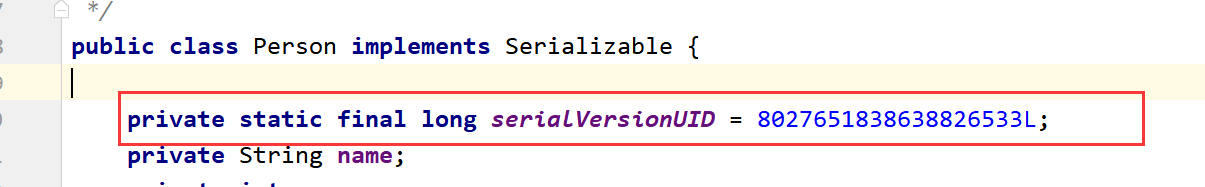 */
public class Person implements Serializable {
private static final long serialVersionUID = 8027651838638826533L;
private String name;